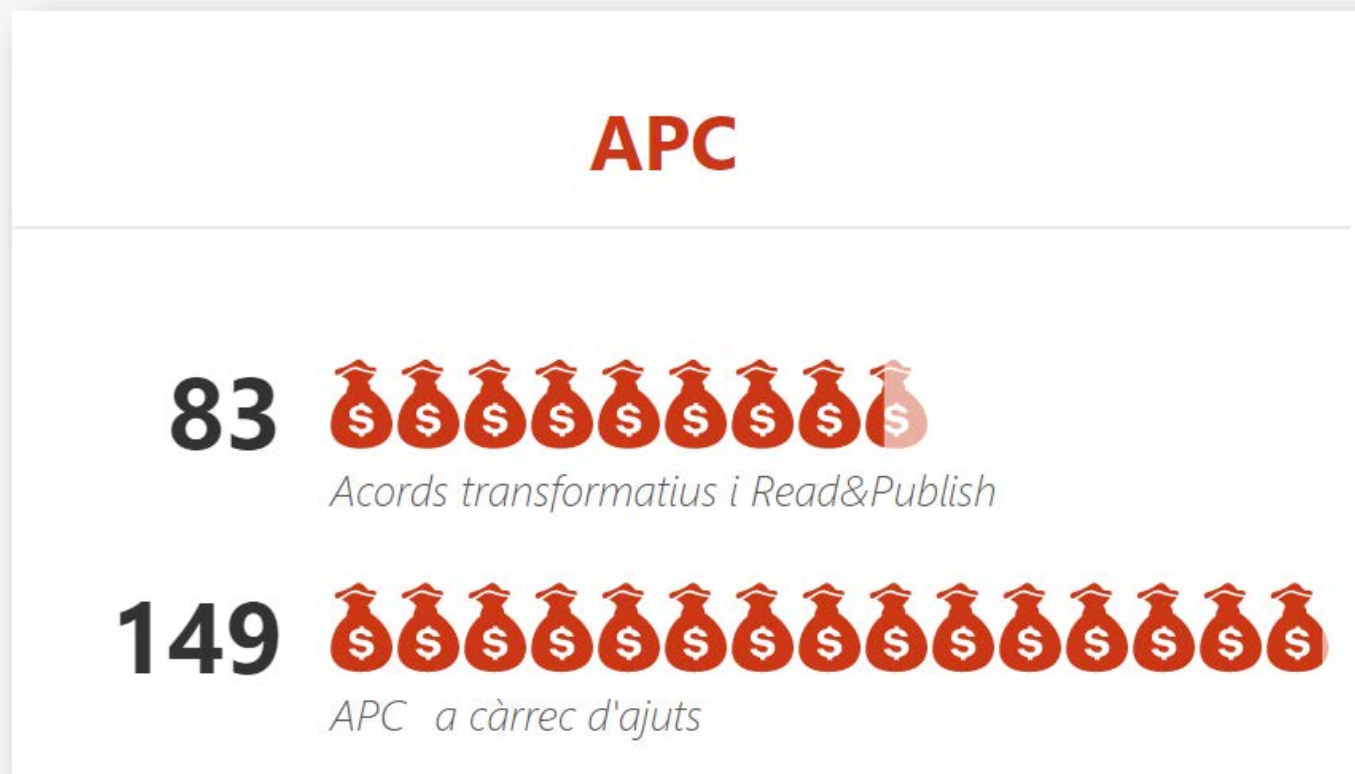 APC
83
Acords transformatius i Read&Publish
149
APC a càrrec d'ajuts